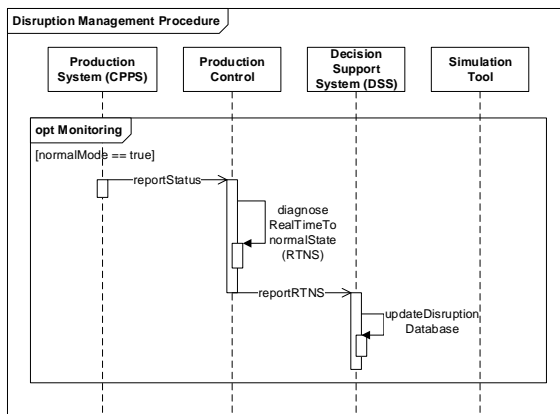 Disruption Management Procedure
Production
System (CPPS)
Production
Control
Decision
Support
System (DSS)
Simulation
Tool
opt Monitoring
[normalMode == true]
reportStatus
diagnose
RealTimeTo
normalState
(RTNS)
reportRTNS
updateDisruption
Database